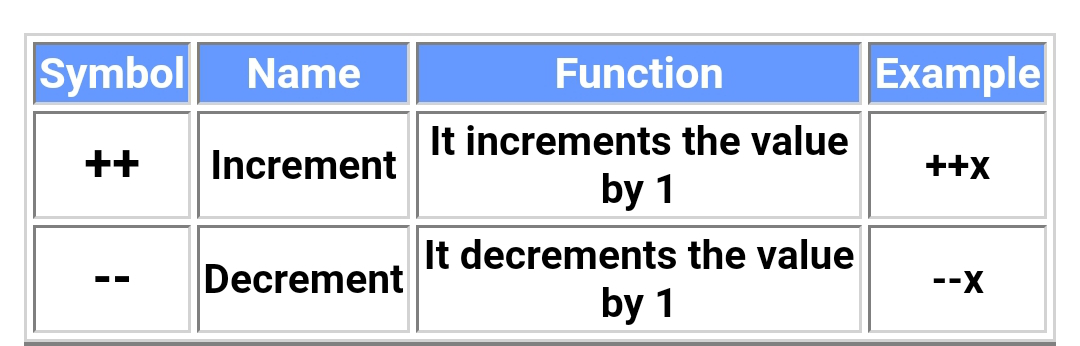 Symbol Name Function Example
++ Increment It increments the value by 1 ++x
-- Decrement It decrements the value by 1 --x